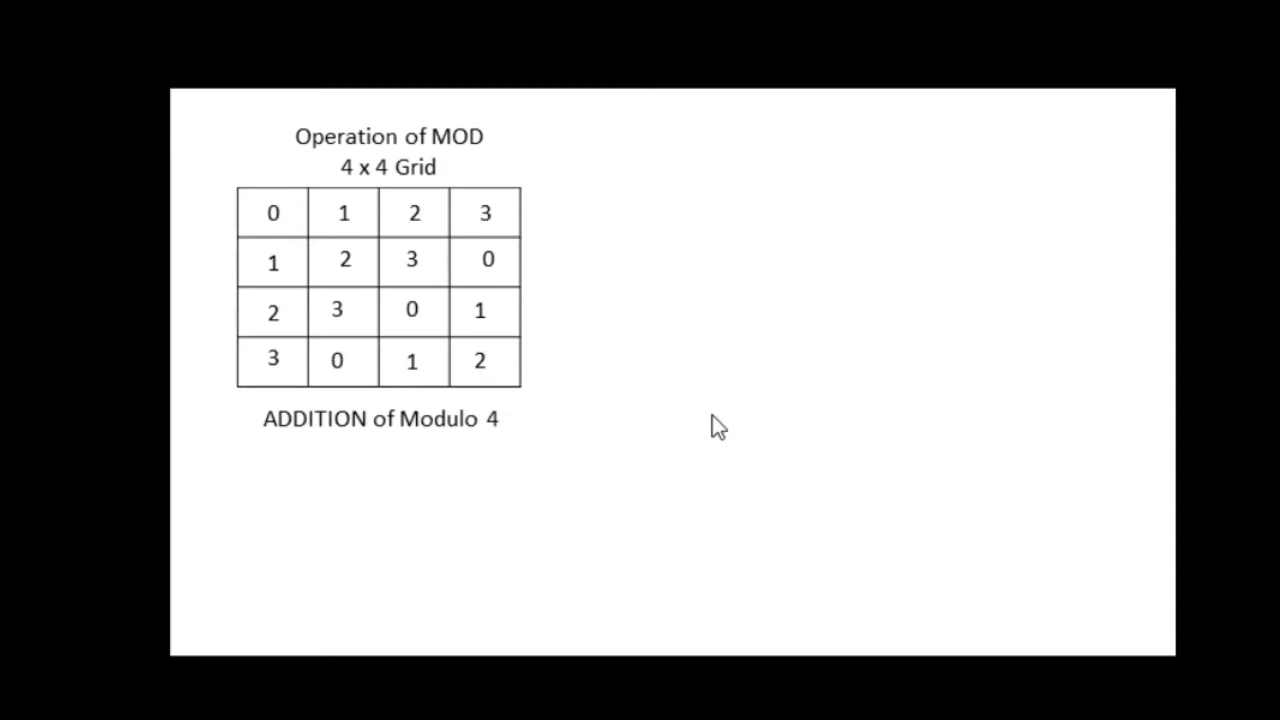 Operation of MOD
4 x 4 Grid
0 1 2 3
1 2 3 0
2 3 0 1
3 0 1 2
ADDITION of Modulo 4